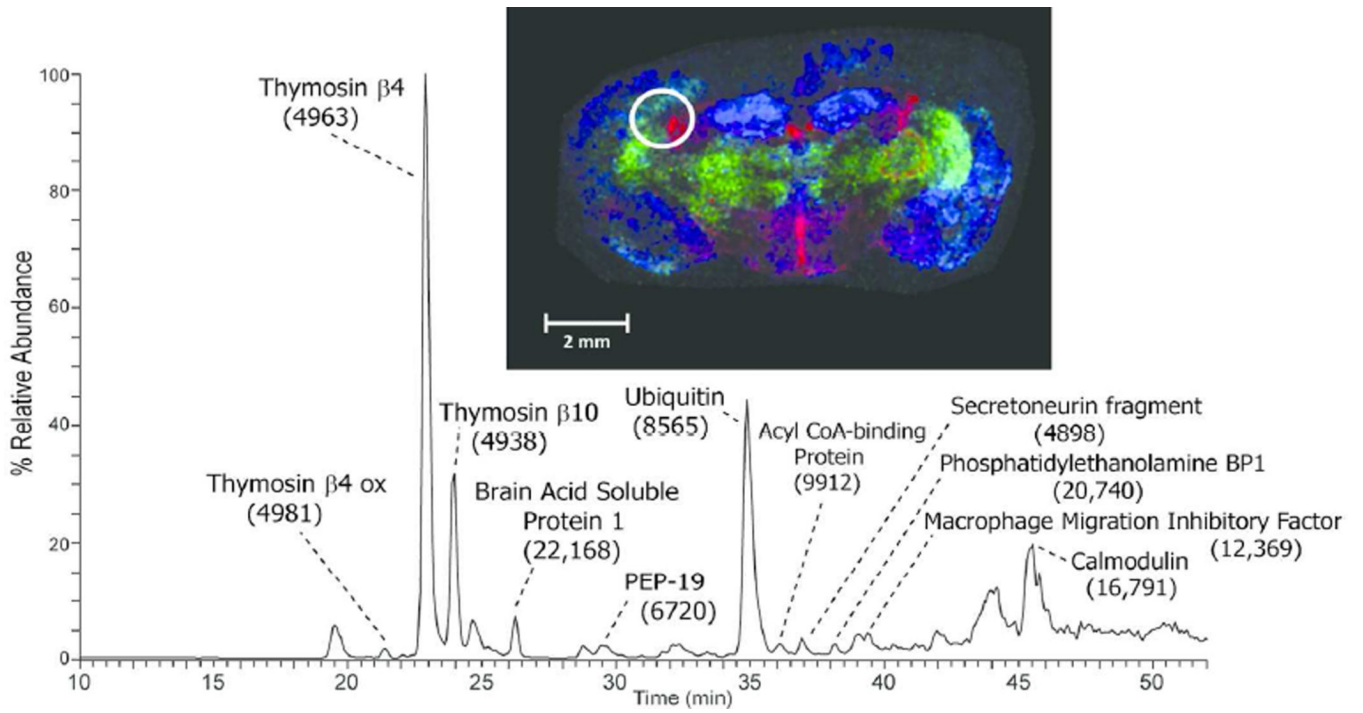 % Relative Abundance
100
80
60
40
20
0
Thymosin β4
(4963)
Thymosin β4 ox
(4981)
Thymosin β10
(4938)
Brain Acid Soluble
Protein 1
(22,168)
PEP-19
(6720)
Ubiquitin
(8565)
Acyl CoA-binding
Protein
(9912)
Secretoneurin fragment
(4898)
Phosphatidylethanolamine BP1
(20,740)
Macrophage Migration Inhibitory Factor
(12,369)
Calmodulin
(16,791)
2 mm
10 15 20 25 30 35 40 45 50
Time (min)